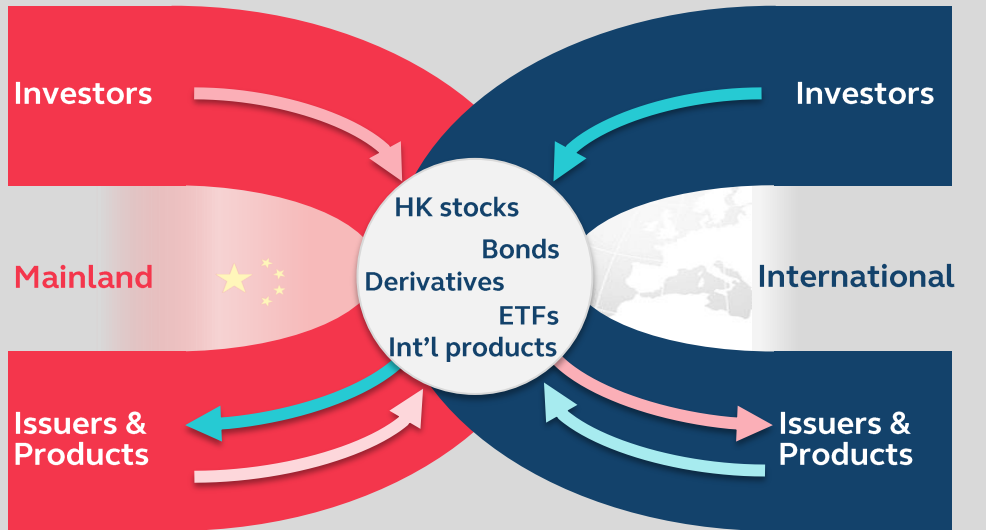 Investors
Investors
HK stocks
Bonds
Mainland
Derivatives
International
ETFs
Int'l products
Issuers &
Products
Issuers &
Products